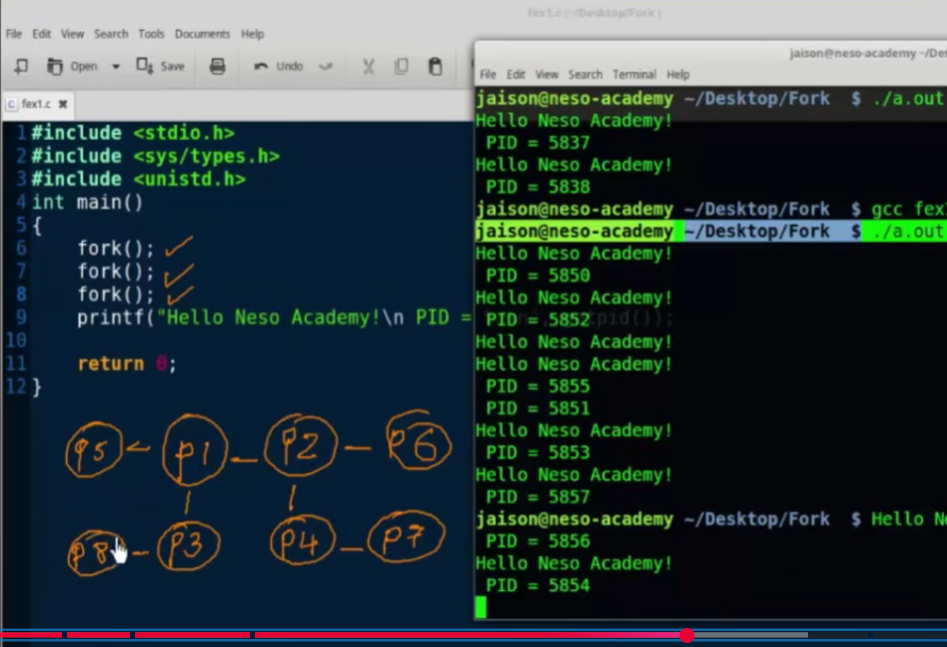 fex1.c (~/Desktop/Fork)
File Edit View Search Tools Documents Help
Open Save Undo
fex1.c
1 #include <stdio.h>
2 #include <sys/types.h>
3 #include <unistd.h>
4 int main()
5 {
6 fork();
7 fork();
8 fork();
9 printf("Hello Neso Academy!\n PID =
10
11 return 0;
12 }
P5 P1 P2 P6
P8 P3 P4 P7
jaison@neso-academy ~/De
File Edit View Search Terminal Help
jaison@neso-academy ~/Desktop/Fork $ ./a.out
Hello Neso Academy!
PID = 5837
Hello Neso Academy!
PID = 5838
jaison@neso-academy ~/Desktop/Fork $ gcc fex
jaison@neso-academy ~/Desktop/Fork $ ./a.out
Hello Neso Academy!
PID = 5850
Hello Neso Academy!
PID = 5852
Hello Neso Academy!
Hello Neso Academy!
PID = 5855
PID = 5851
Hello Neso Academy!
PID = 5853
Hello Neso Academy!
PID = 5857
jaison@neso-academy ~/Desktop/Fork $ Hello N
PID = 5856
Hello Neso Academy!
PID = 5854